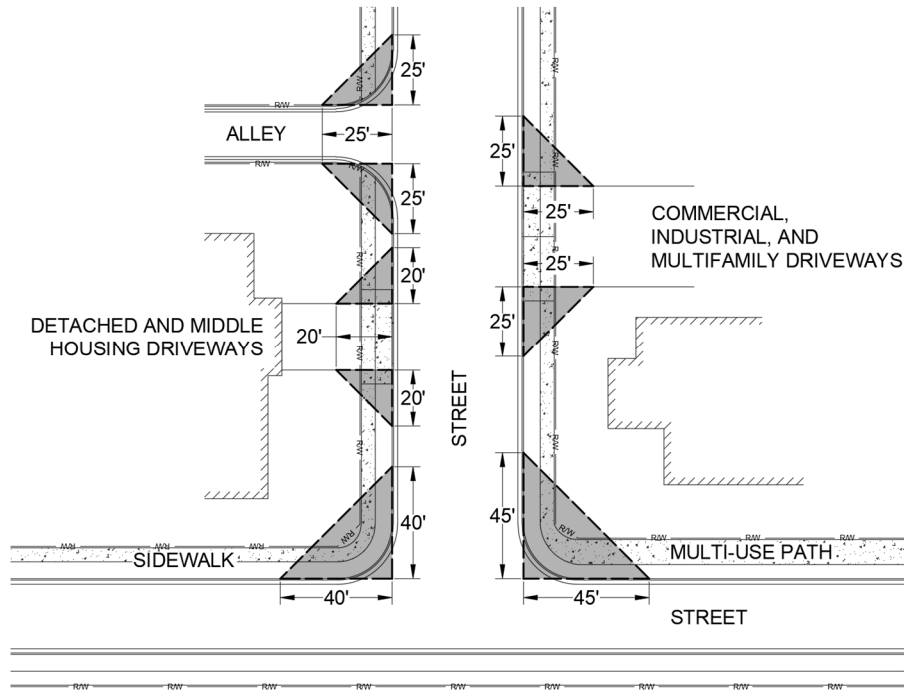 25'
R/W
R/W
ALLEY
25'
25'
R/W
R/W
25'
25'
COMMERCIAL,
INDUSTRIAL, AND
MULTIFAMILY DRIVEWAYS
R/W
25'
R/W
R/W
20'
25'
DETACHED AND MIDDLE
HOUSING DRIVEWAYS
20'
25'
R/W
R/W
20'
STREET
R/W
R/W
40'
45'
R/W
R/W
R/W
R/W
R/W
R/W
R/W
R/W
SIDEWALK
MULTI-USE PATH
40'
45'
STREET
R/W
R/W
R/W
R/W
R/W
R/W
R/W
R/W
R/W